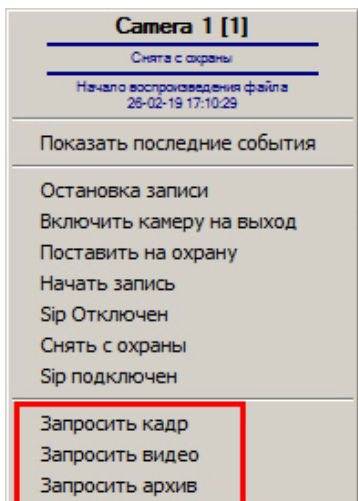 Camera 1 [1]
Снята с охраны
Начало воспроизведения файла
26-02-19 17:10:29
Показать последние события
Остановка записи
Включить камеру на выход
Поставить на охрану
Начать запись
Sip Отключен
Снять с охраны
Sip подключен
Запросить кадр
Запросить видео
Запросить архив